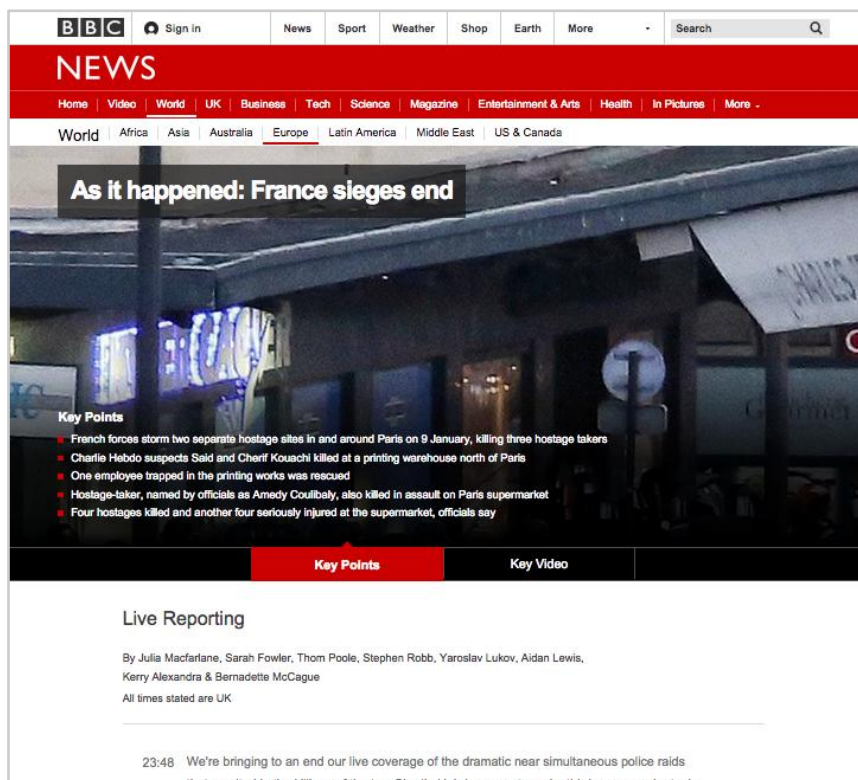 BBC Sign in News Sport Weather Shop Earth More Search
NEWS
Home Video World UK Business Tech Science Magazine Entertainment & Arts Health In Pictures More
World Africa Asia Australia Europe Latin America Middle East US & Canada
As it happened: France sieges end
Key Points
French forces storm two separate hostage sites in and around Paris on 9 January, killing three hostage takers
Charlie Hebdo suspects Said and Cherif Kouachi killed at a printing warehouse north of Paris
One employee trapped in the printing works was rescued
Hostage-taker, named by officials as Amedy Coulibaly, also killed in assault on Paris supermarket
Four hostages killed and another four seriously injured at the supermarket, officials say
Key Points Key Video
Live Reporting
By Julia Macfarlane, Sarah Fowler, Thom Poole, Stephen Robb, Yaroslav Lukov, Aidan Lewis,
Kerry Alexandra & Bernadette McCague
All times stated are UK
23:48 We're bringing to an end our live coverage of the dramatic near simultaneous police raids